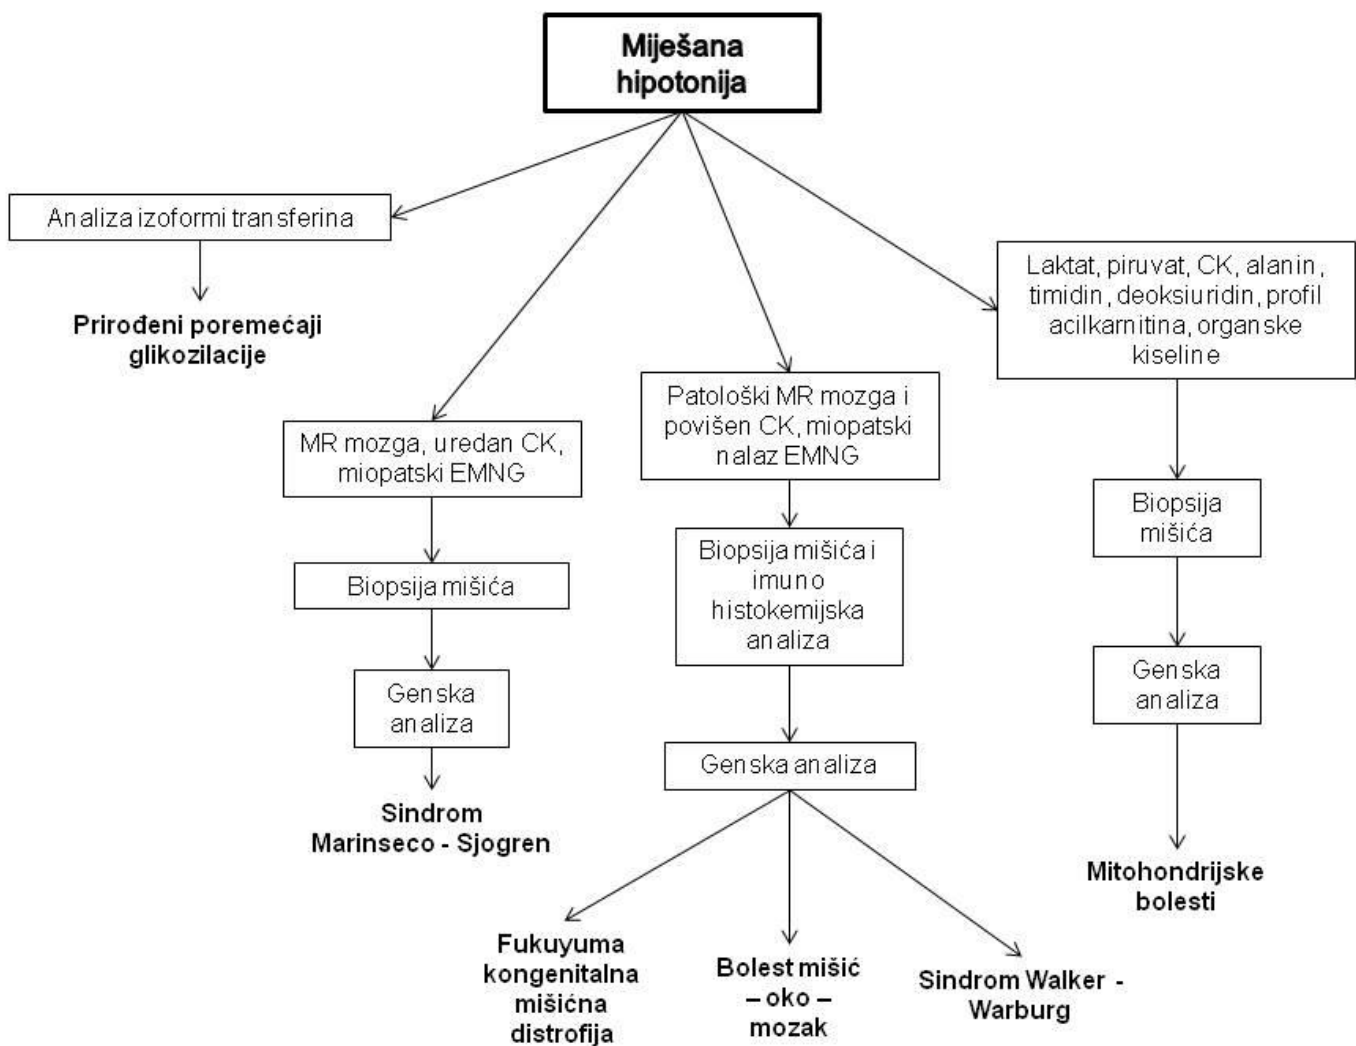 Miješana
hipotonija
Analiza izoformi transferina
Prirođeni poremećaji
glikozilacije
MR mozga, uredan CK,
miopatski EMNG
Biopsija mišića
Genska
analiza
Sindrom
Marinseco - Sjogren
Patološki MR mozga i
povišen CK, miopatski
nalaz EMNG
Biopsija mišića i
imuno
histokemijska
analiza
Genska analiza
Fukuyuma
kongenitalna
mišićna
distrofija
Bolest mišić
– oko –
mozak
Sindrom Walker -
Warburg
Laktat, piruvat, CK, alanin,
timidin, deoksiuridin, profil
acilkarnitina, organske
kiseline
Biopsija
mišića
Genska
analiza
Mitohondrijske
bolesti